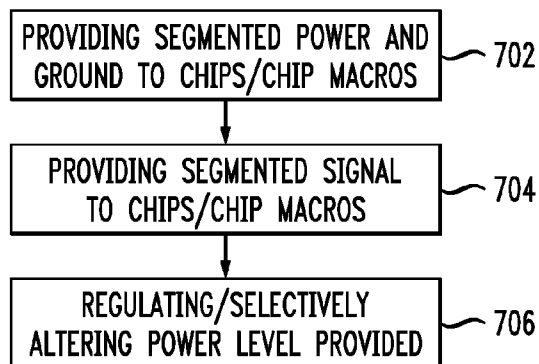 PROVIDING SEGMENTED POWER AND
GROUND TO CHIPS/CHIP MACROS
702
PROVIDING SEGMENTED SIGNAL
TO CHIPS/CHIP MACROS
704
REGULATING/SELECTIVELY
ALTERING POWER LEVEL PROVIDED
706